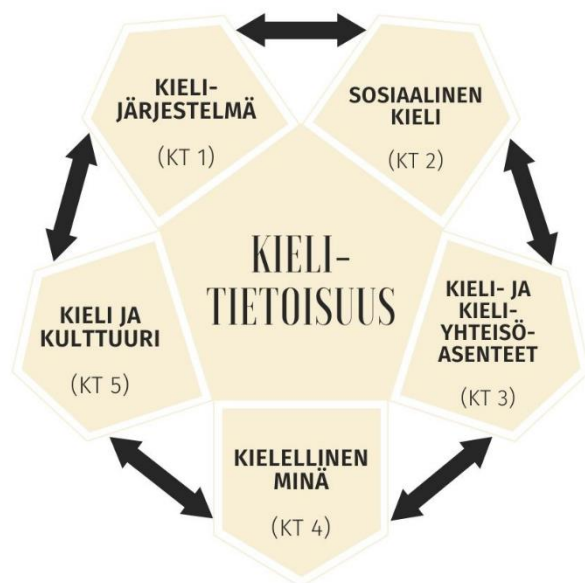 KIELI-
JÄRJESTELMÄ
(KT 1)
SOSIAALINEN
KIELI
(KT 2)
KIELI-
TIETOISUUS
KIELI- JA
KIELI-
YHTEISÖ-
ASENTEET
(KT 3)
KIELELLINEN
MINÄ
(KT 4)
KIELI JA
KULTTUURI
(KT 5)